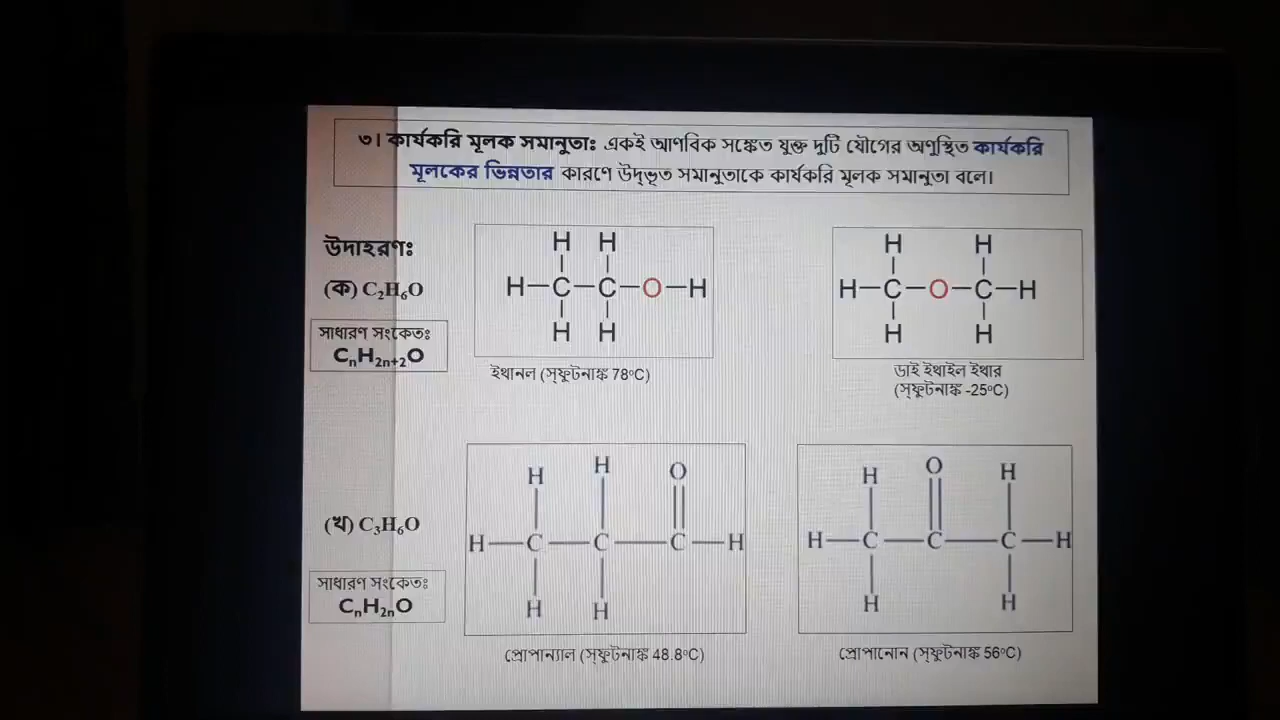 ৩। কার্যকরি মূলক সমানুতাঃ একই আণবিক সঙ্কেত যুক্ত দুটি যৌগের অণুস্থিত কার্যকরি
মূলকের ভিন্নতার কারণে উদ্ভূত সমানুতাকে কার্যকরি মূলক সমানুতা বলে।
উদাহরণঃ
(ক) C₂H₆O
সাধারণ সংকেতঃ
CₙH₂ₙ₊₂O
H H
H–C–C–O–H
H H
ইথানল (স্ফুটনাঙ্ক 78°C)
H H
H–C–O–C–H
H H
ডাই ইথাইল ইথার
(স্ফুটনাঙ্ক -25°C)
(খ) C₃H₆O
সাধারণ সংকেতঃ
CₙH₂ₙO
H H O
H–C–C–C–H
H H
প্রোপান্যাল (স্ফুটনাঙ্ক 48.8°C)
H O H
H–C–C–C–H
H H
প্রোপানোন (স্ফুটনাঙ্ক 56°C)